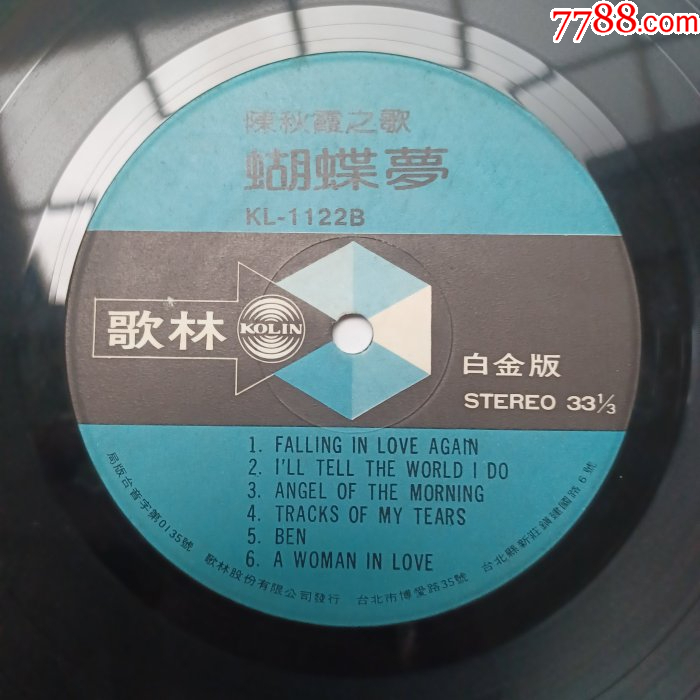 7788.com
陳秋霞之歌
蝴蝶夢
KL-1122B
歌林
KOLIN
白金版
STEREO 33⅓
1. FALLING IN LOVE AGAIN
2. I'LL TELL THE WORLD I DO
3. ANGEL OF THE MORNING
4. TRACKS OF MY TEARS
5. BEN
6. A WOMAN IN LOVE
局版台音字第0135號 歌林股份有限公司發行 台北市博愛路35號 台北縣新莊鎮建國路6號